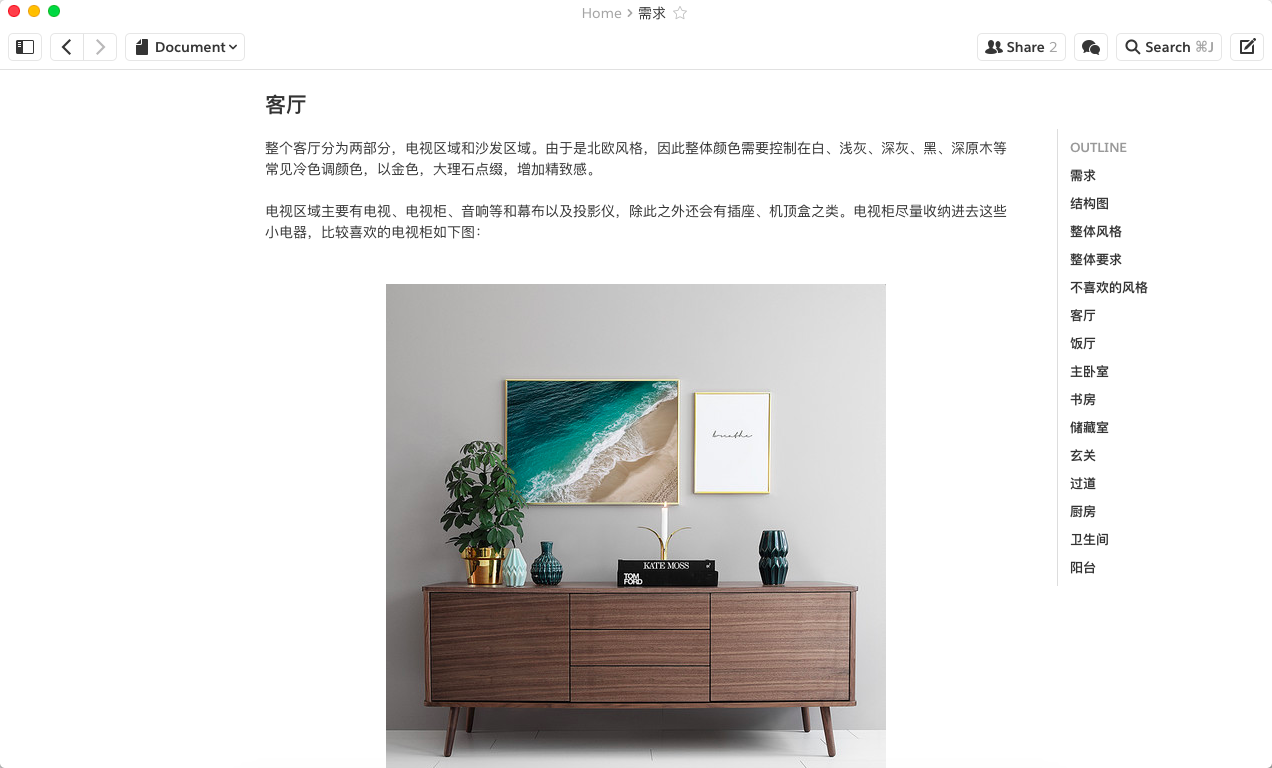 Home > 需求
Document
Share 2
Search ⌘J
客厅
整个客厅分为两部分，电视区域和沙发区域。由于是北欧风格，因此整体颜色需要控制在白、浅灰、深灰、黑、深原木等
常见冷色调颜色，以金色，大理石点缀，增加精致感。
电视区域主要有电视、电视柜、音响等和幕布以及投影仪，除此之外还会有插座、机顶盒之类。电视柜尽量收纳进去这些
小电器，比较喜欢的电视柜如下图：
breathe
KATE MOSS
TOM
FORD
OUTLINE
需求
结构图
整体风格
整体要求
不喜欢的风格
客厅
饭厅
主卧室
书房
储藏室
玄关
过道
厨房
卫生间
阳台